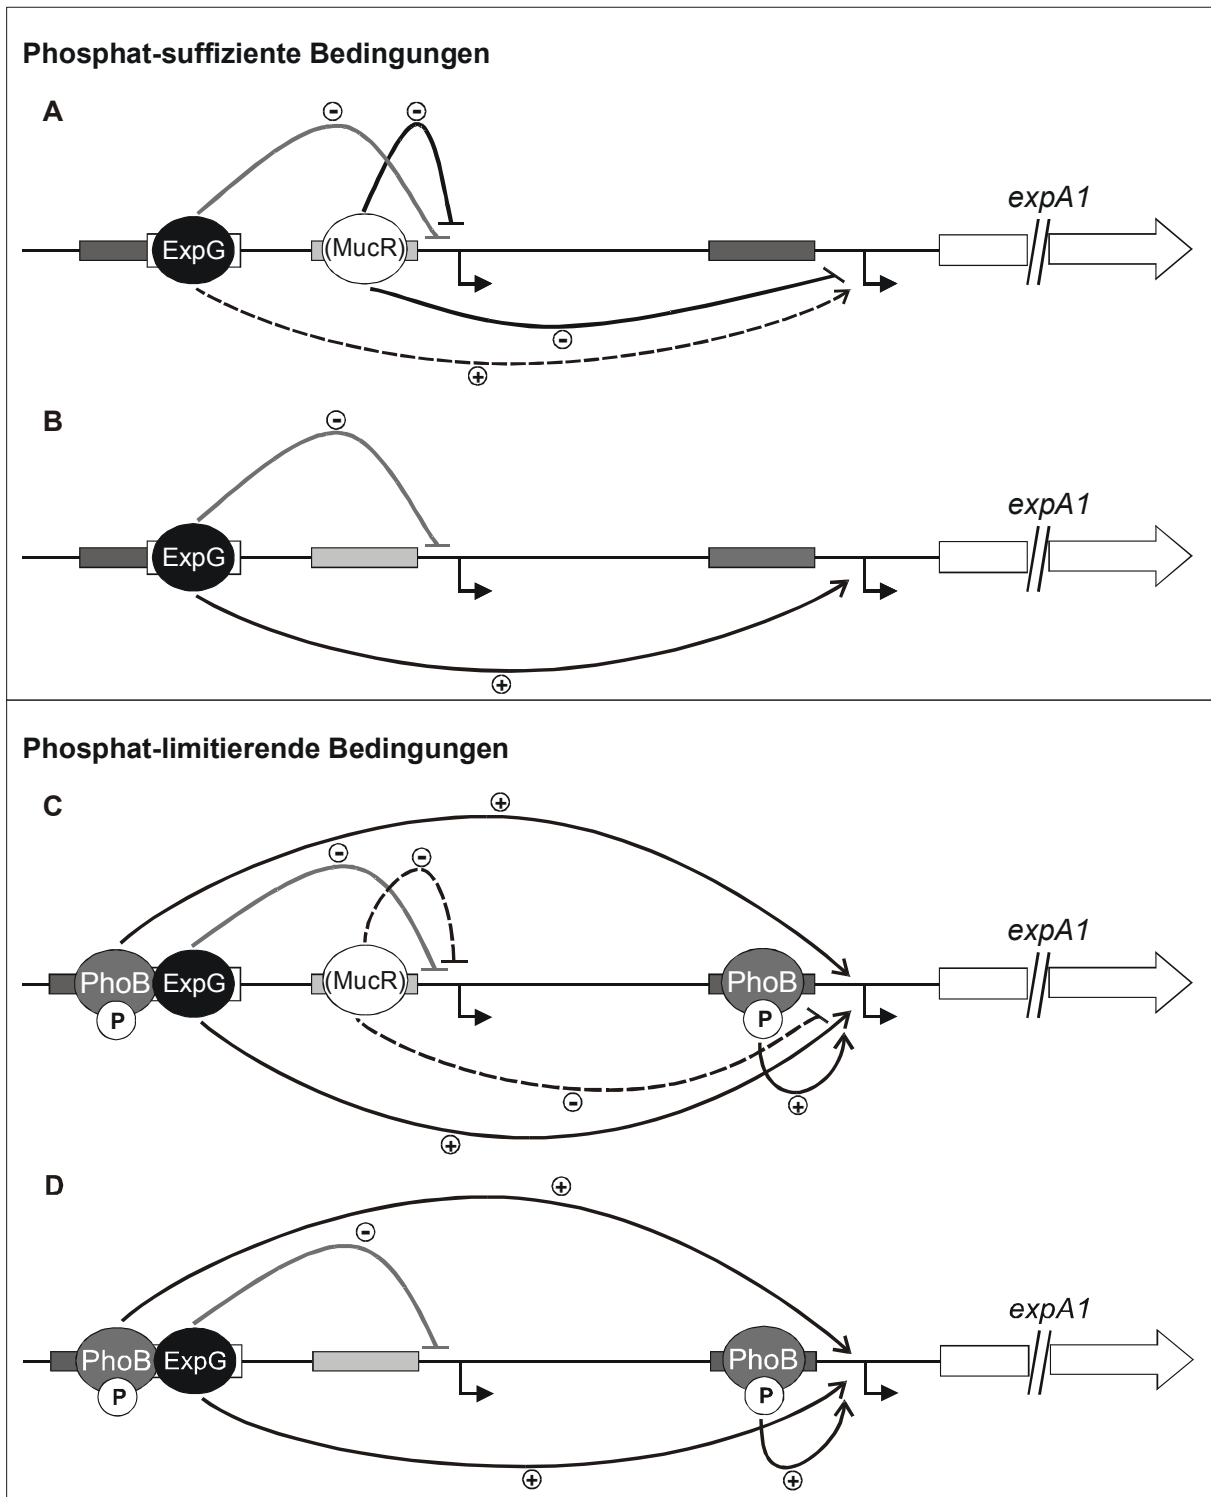 Phosphat-suffiziente Bedingungen
A
- -
expA1
ExpG (MucR)
-
+
B
-
expA1
ExpG
+
Phosphat-limitierende Bedingungen
C
+
- -
expA1
PhoB ExpG (MucR) PhoB
P P
-
+
+
D
+
-
expA1
PhoB ExpG PhoB
P P
+ +